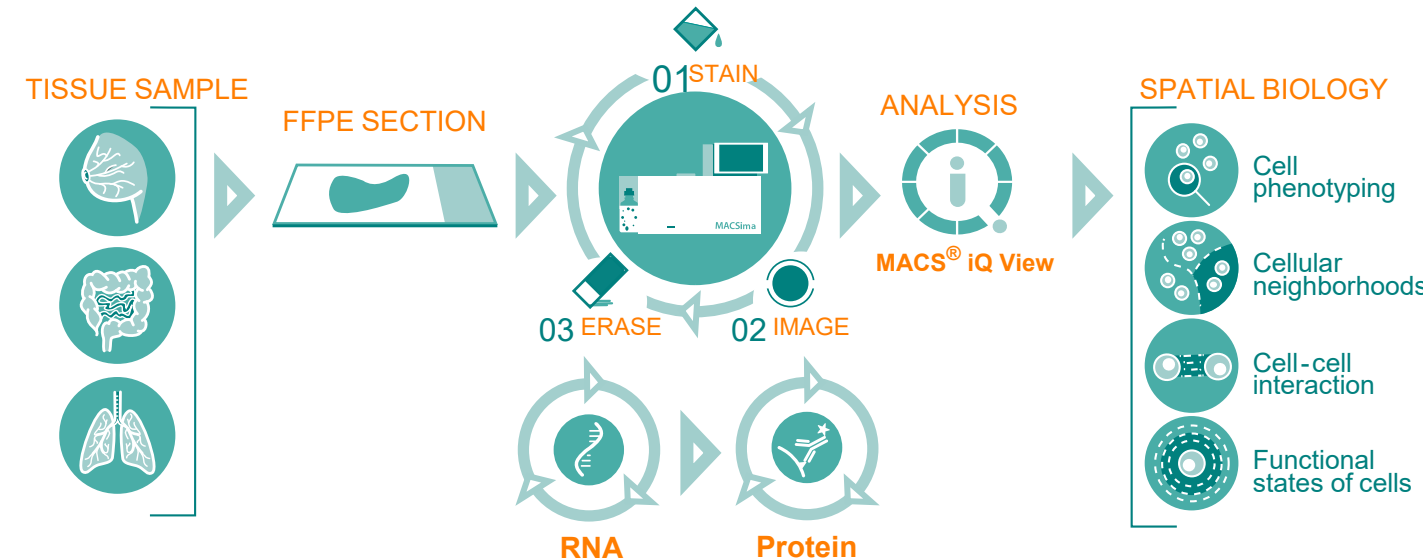 TISSUE SAMPLE
FFPE SECTION
01 STAIN
MACSima
02 IMAGE
03 ERASE
RNA
Protein
ANALYSIS
MACS® iQ View
SPATIAL BIOLOGY
Cell
phenotyping
Cellular
neighborhoods
Cell-cell
interaction
Functional
states of cells